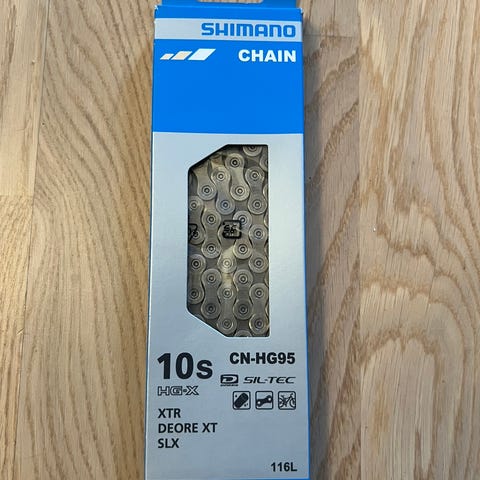 SHIMANO
CHAIN
10s
CN-HG95
HG-X
SIL-TEC
XTR
DEORE XT
SLX
116L